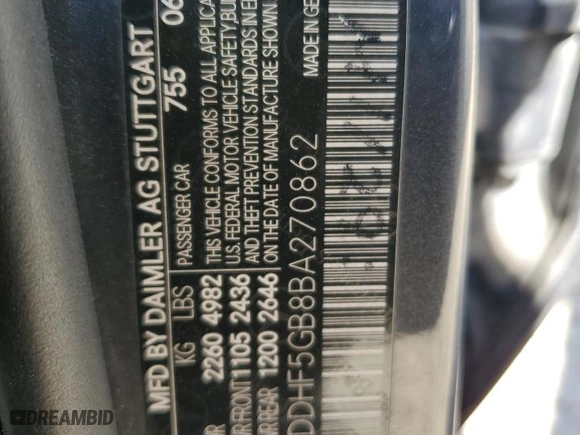 MFD BY DAIMLER AG STUTTGART 06
PASSENGER CAR 755
KG LBS
2260 4982
FRONT 1105 2436
REAR 1200 2646
THIS VEHICLE CONFORMS TO ALL APPLICA
U.S. FEDERAL MOTOR VEHICLE SAFETY, BU
AND THEFT PREVENTION STANDARDS IN E
ON THE DATE OF MANUFACTURE SHOWN
DDHF5GB8BA270862
MADE IN GE
DREAMBID